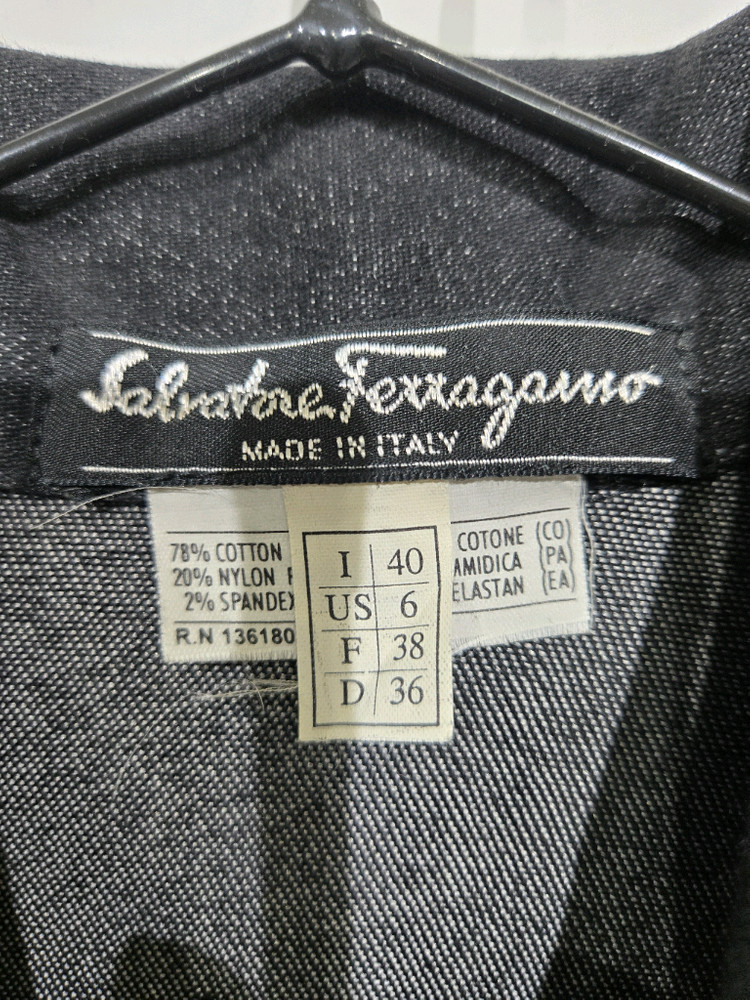 Salvatore Ferragamo
MADE IN ITALY
78% COTTON
20% NYLON
2% SPANDEX
R.N 136180
I 40
US 6
F 38
D 36
COTONE (CO)
AMIDICA (PA)
ELASTAN (EA)